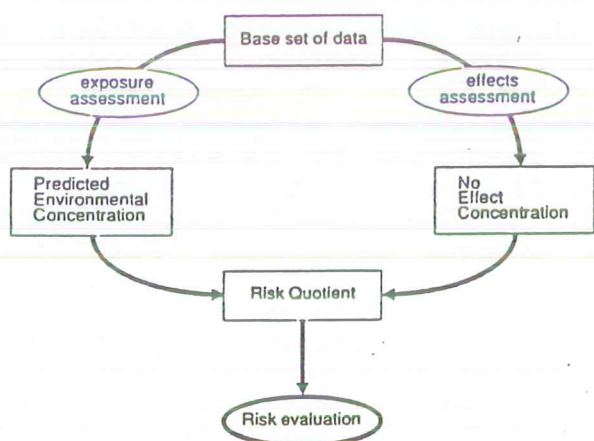 Base set of data
exposure
assessment
effects
assessment
Predicted
Environmental
Concentration
No
Effect
Concentration
Risk Quotient
Risk evaluation